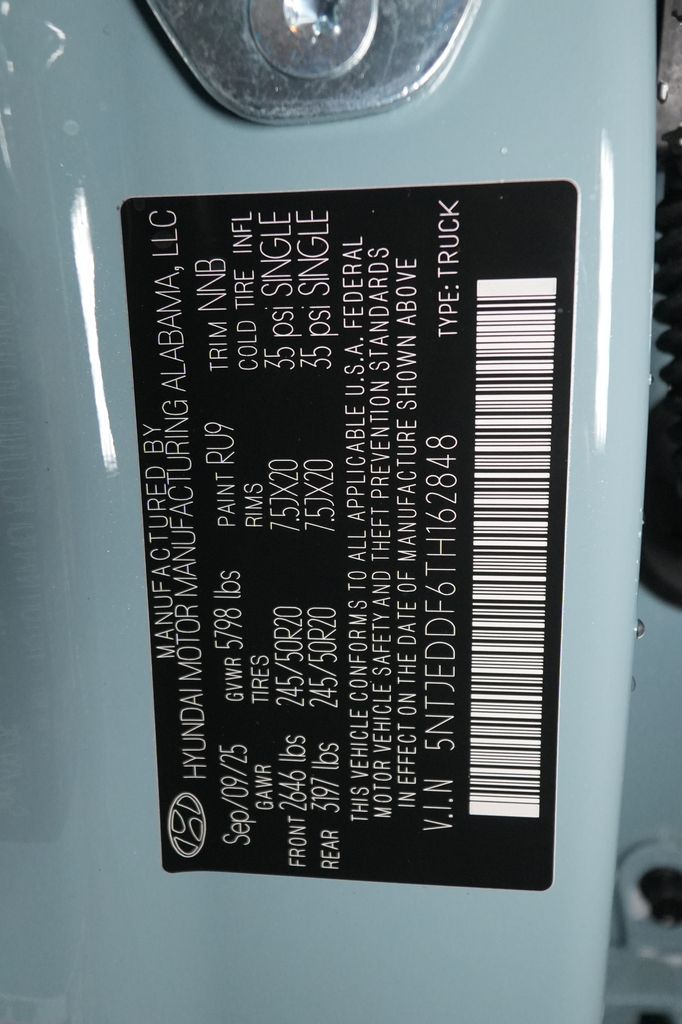 MANUFACTURED BY
HYUNDAI MOTOR MANUFACTURING ALABAMA, LLC
Sep/09/25 GVWR 5798 lbs PAINT RU9 TRIM NNB
GAWR TIRES RIMS COLD TIRE INFL
FRONT 2646 lbs 245/50R20 7.5JX20 35 psi SINGLE
REAR 3197 lbs 245/50R20 7.5JX20 35 psi SINGLE
THIS VEHICLE CONFORMS TO ALL APPLICABLE U.S.A. FEDERAL
MOTOR VEHICLE SAFETY AND THEFT PREVENTION STANDARDS
IN EFFECT ON THE DATE OF MANUFACTURE SHOWN ABOVE
V.I.N 5NTJEDDF6TH162848 TYPE: TRUCK